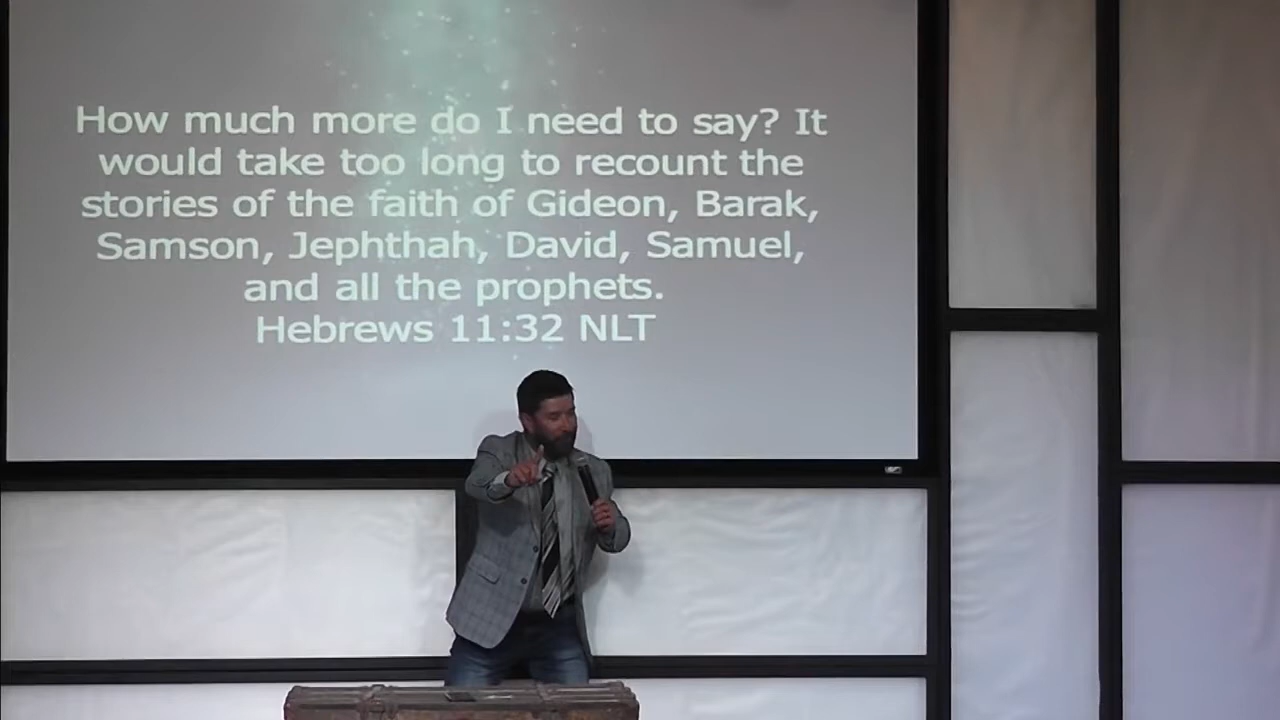 How much more do I need to say? It
would take too long to recount the
stories of the faith of Gideon, Barak,
Samson, Jephthah, David, Samuel,
and all the prophets.
Hebrews 11:32 NLT